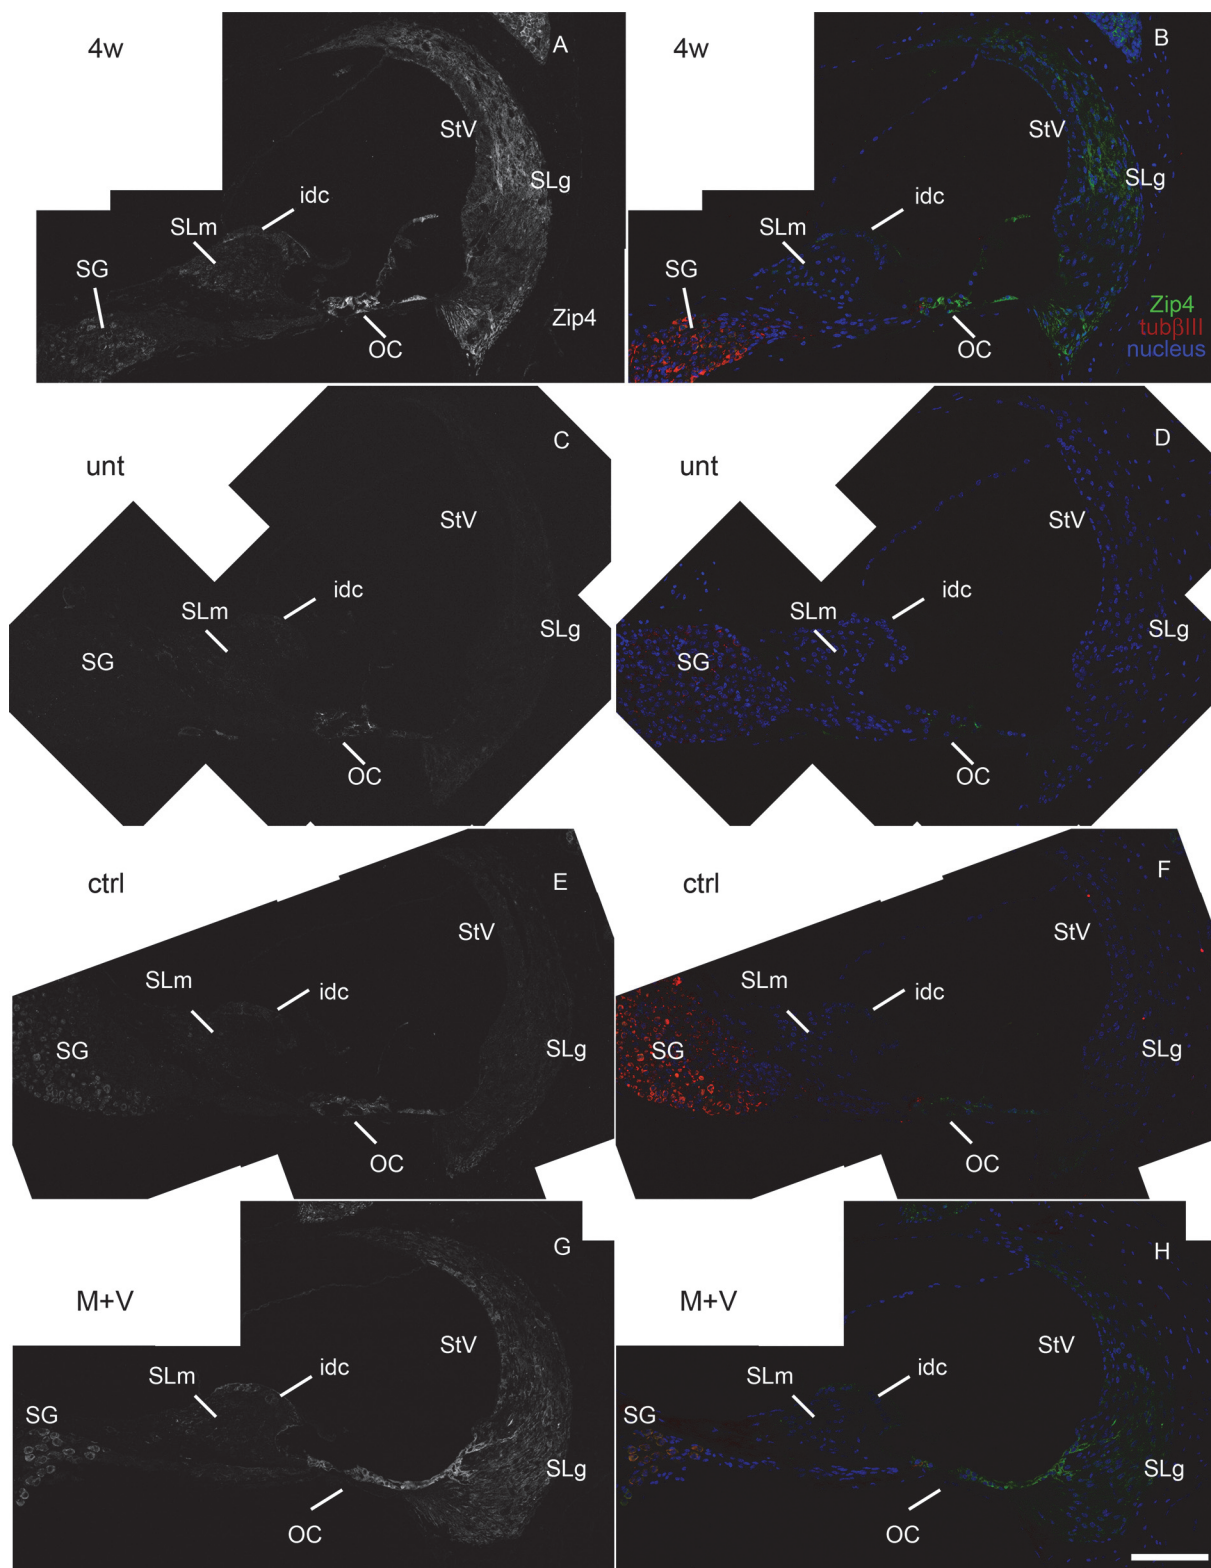 4w
A
StV
SLg
idc
SLm
SG
Zip4
OC
4w
B
StV
SLg
idc
SLm
SG
Zip4
tubβIII
nucleus
OC
unt
C
StV
idc
SLm
SLg
SG
OC
unt
D
StV
idc
SLm
SLg
SG
OC
ctrl
E
StV
SLm
idc
SG
SLg
OC
ctrl
F
StV
SLm
idc
SG
SLg
OC
M+V
G
StV
SLm
idc
SG
SLg
OC
M+V
H
StV
SLm
idc
SG
SLg
OC